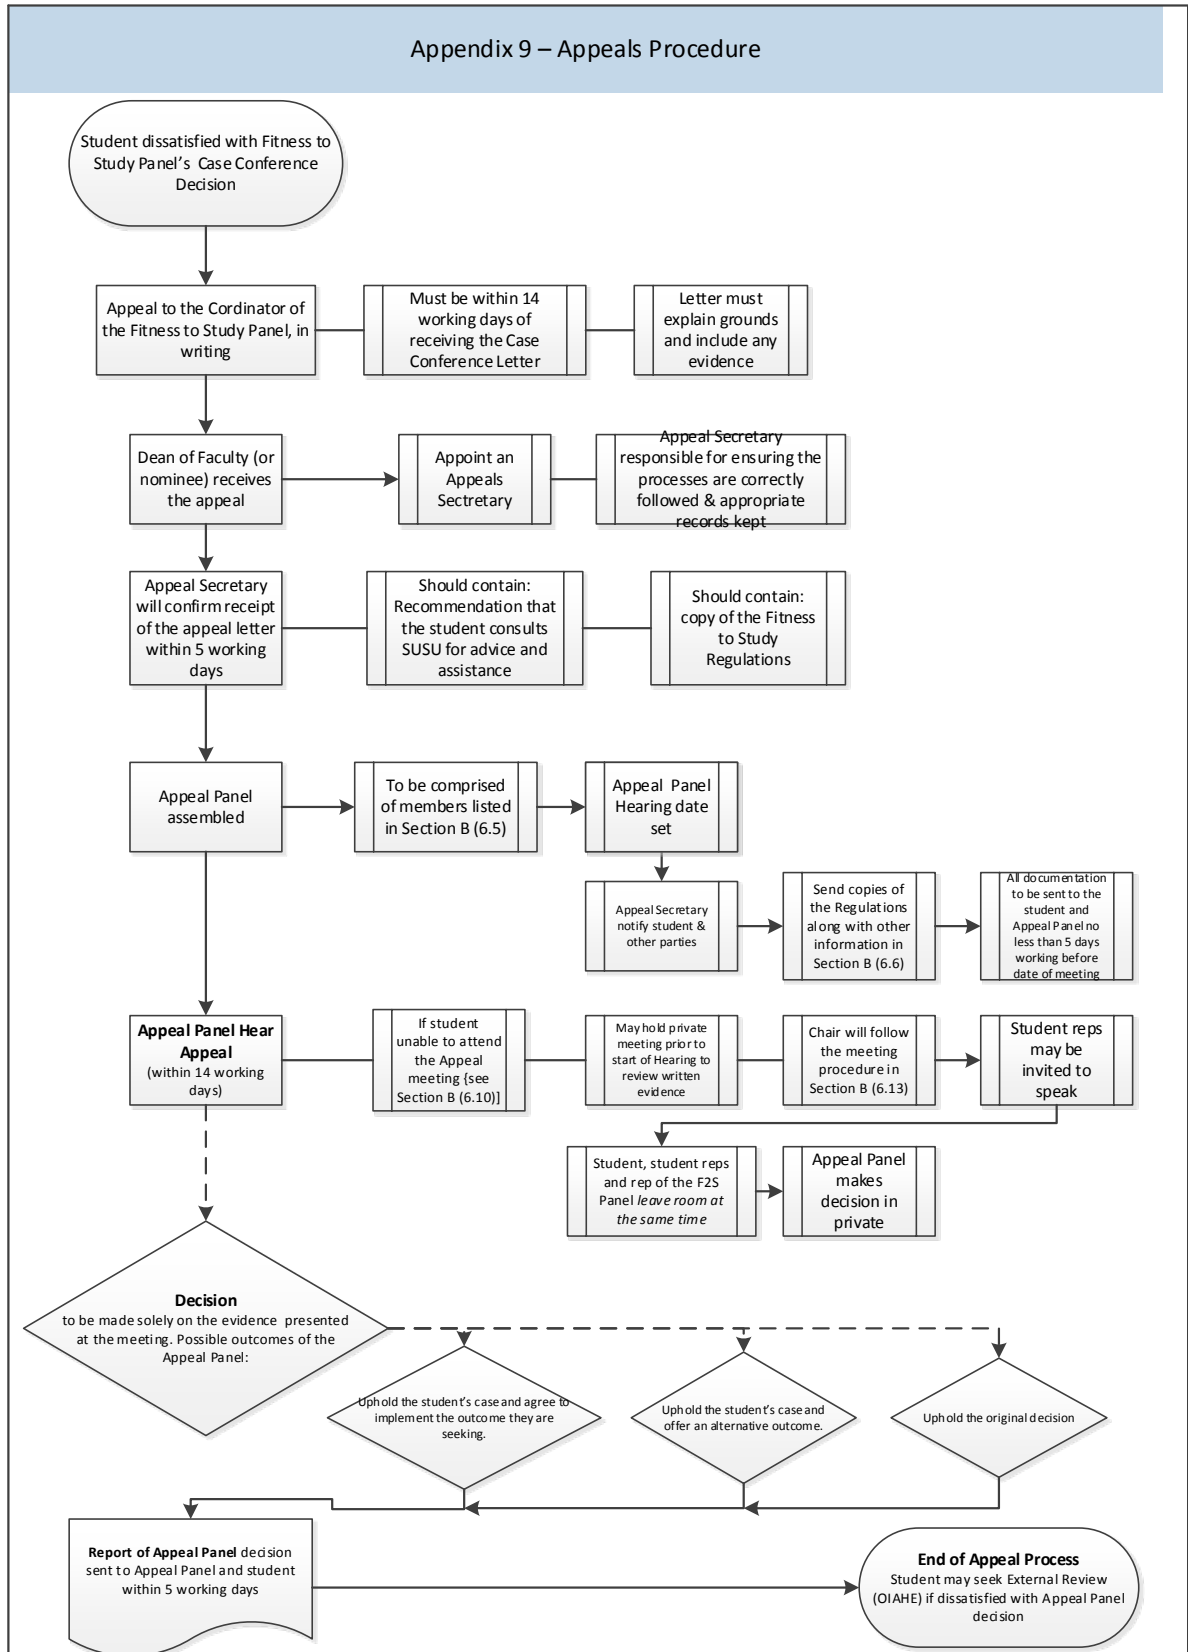 Appendix 9 – Appeals Procedure
Student dissatisfied with Fitness to
Study Panel's Case Conference
Decision
Appeal to the Cordinator of
the Fitness to Study Panel, in
writing
Must be within 14
working days of
receiving the Case
Conference Letter
Letter must
explain grounds
and include any
evidence
Dean of Faculty (or
nominee) receives
the appeal
Appoint an
Appeals
Sectretary
Appeal Secretary
responsible for ensuring the
processes are correctly
followed & appropriate
records kept
Appeal Secretary
will confirm receipt
of the appeal letter
within 5 working
days
Should contain:
Recommendation that
the student consults
SUSU for advice and
assistance
Should contain:
copy of the Fitness
to Study
Regulations
Appeal Panel
assembled
To be comprised
of members listed
in Section B (6.5)
Appeal Panel
Hearing date
set
Appeal Secretary
notify student &
other parties
Send copies of
the Regulations
along with other
information in
Section B (6.6)
All documentation
to be sent to the
student and
Appeal Panel no
less than 5 days
working before
date of meeting
Appeal Panel Hear
Appeal
(within 14 working
days)
If student
unable to attend
the Appeal
meeting {see
Section B (6.10)]
May hold private
meeting prior to
start of Hearing to
review written
evidence
Chair will follow
the meeting
procedure in
Section B (6.13)
Student reps
may be
invited to
speak
Student, student reps
and rep of the F2S
Panel leave room at
the same time
Appeal Panel
makes
decision in
private
Decision
to be made solely on the evidence presented
at the meeting. Possible outcomes of the
Appeal Panel:
Uphold the student's case and agree to
implement the outcome they are
seeking.
Uphold the student's case and
offer an alternative outcome.
Uphold the original decision
Report of Appeal Panel decision
sent to Appeal Panel and student
within 5 working days
End of Appeal Process
Student may seek External Review
(OIAHE) if dissatisfied with Appeal Panel
decision